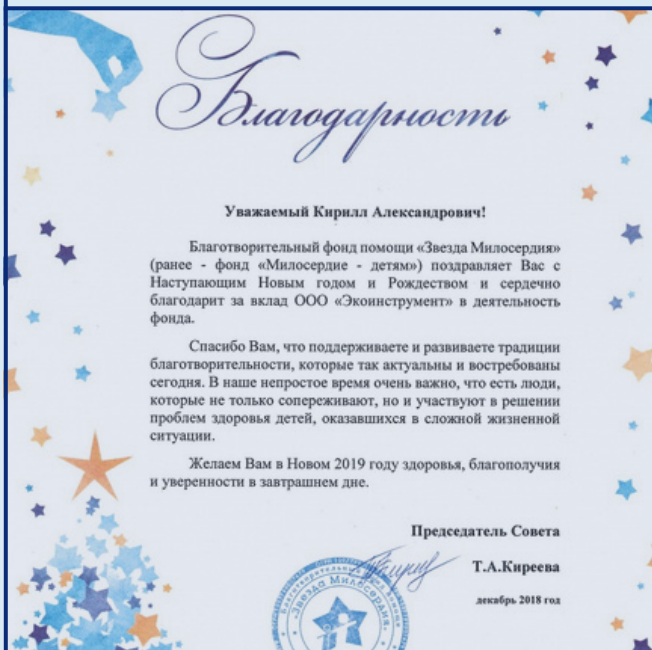 Благодарность
Уважаемый Кирилл Александрович!
Благотворительный фонд помощи «Звезда Милосердия»
(ранее - фонд «Милосердие - детям») поздравляет Вас с
Наступающим Новым годом и Рождеством и сердечно
благодарит за вклад ООО «Экоинструмент» в деятельность
фонда.
Спасибо Вам, что поддерживаете и развиваете традиции
благотворительности, которые так актуальны и востребованы
сегодня. В наше непростое время очень важно, что есть люди,
которые не только сопереживают, но и участвуют в решении
проблем здоровья детей, оказавшихся в сложной жизненной
ситуации.
Желаем Вам в Новом 2019 году здоровья, благополучия
и уверенности в завтрашнем дне.
Председатель Совета
Т.А.Киреева
декабрь 2018 год
«Звезда Милосердия»